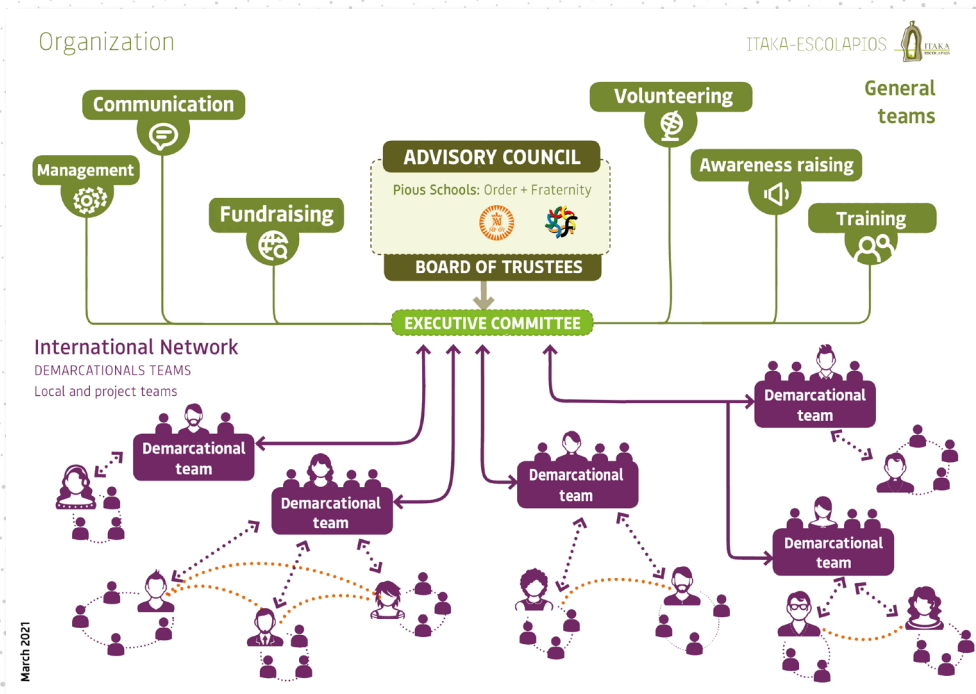 Organization
ITAKA-ESCOLAPIOS
ITAKA
ESCOLAPIOS
General
teams
Communication
Volunteering
Management
ADVISORY COUNCIL
Awareness raising
Pious Schools: Order + Fraternity
Fundraising
Training
BOARD OF TRUSTEES
EXECUTIVE COMMITTEE
International Network
DEMARCATIONALS TEAMS
Local and project teams
Demarcational
team
Demarcational
team
Demarcational
team
Demarcational
team
Demarcational
team
March 2021